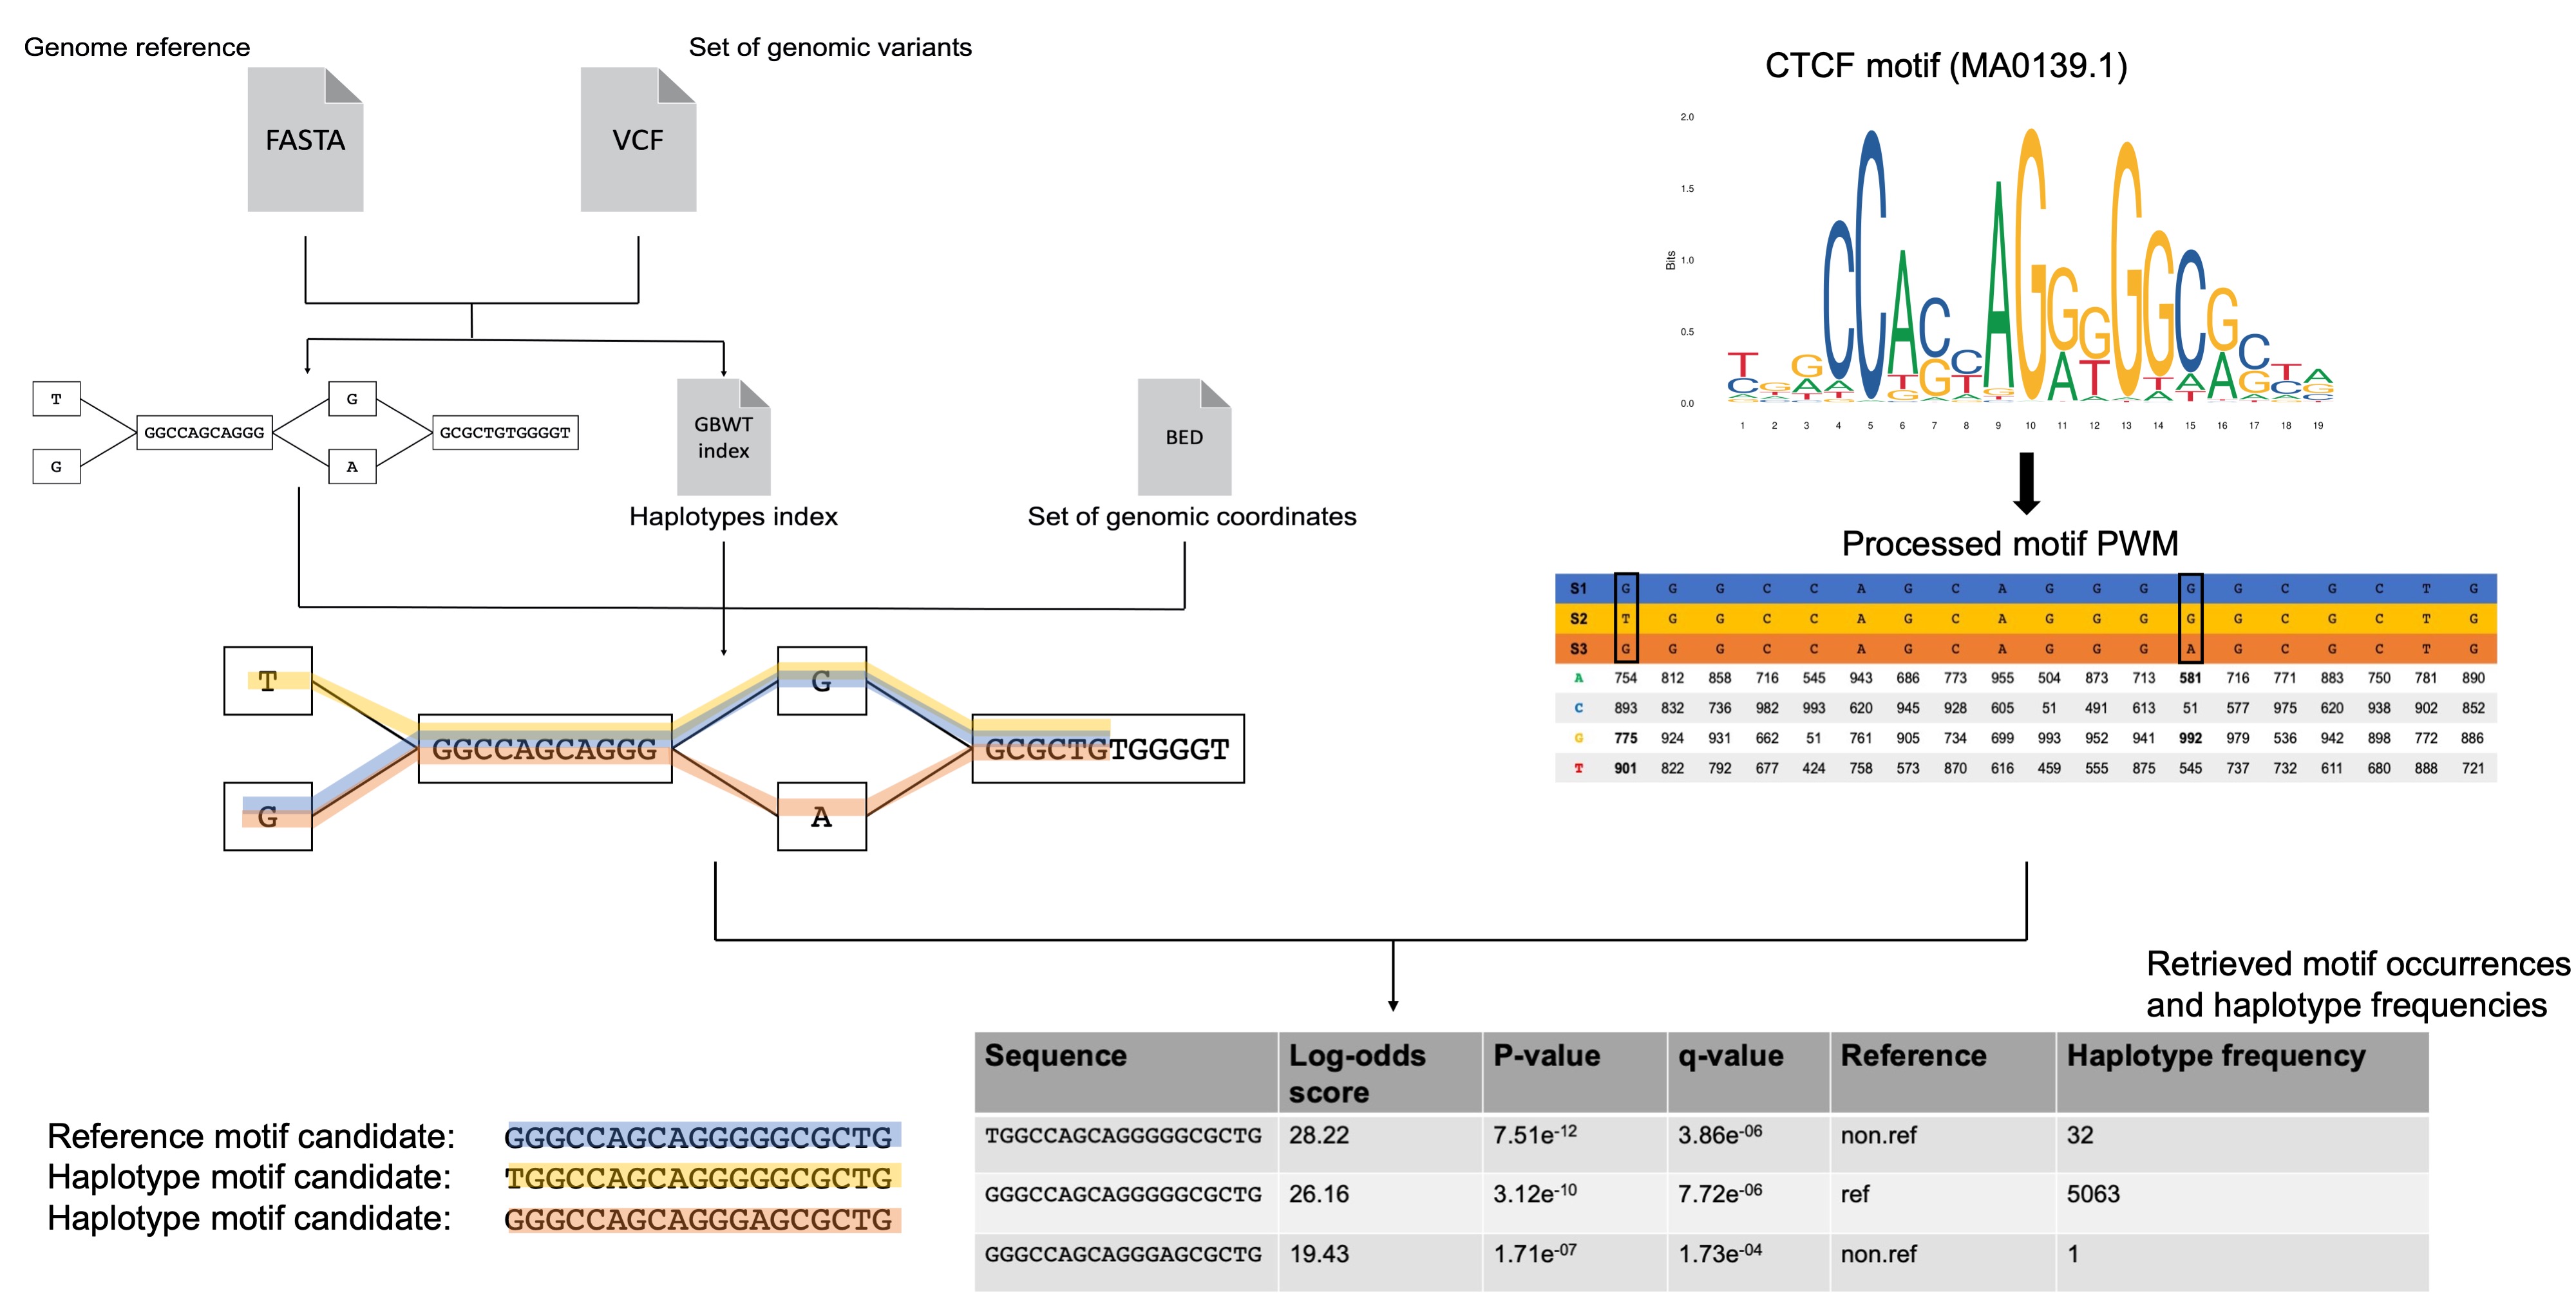 Genome reference
Set of genomic variants
FASTA
VCF
T
G
GGCCAGCAGGG
G
A
GCGCTGTGGGGT
GBWT
index
Haplotypes index
BED
Set of genomic coordinates
T
G
GGCCAGCAGGG
G
A
GCGCTGTGGGGT
Reference motif candidate: GGGCCAGCAGGGGGCGCTG
Haplotype motif candidate: TGGCCAGCAGGGGGCGCTG
Haplotype motif candidate: GGGCCAGCAGGGAGCGCTG
CTCF motif (MA0139.1)
Bits
2.0
1.5
1.0
0.5
0.0
1 2 3 4 5 6 7 8 9 10 11 12 13 14 15 16 17 18 19
Processed motif PWM
S1 G G G C C A G C A G G G G G C G C T G
S2 T G G C C A G C A G G G G G C G C T G
S3 G G G C C A G C A G G G A G C G C T G
A 754 812 858 716 545 943 686 773 955 504 873 713 581 716 771 883 750 781 890
C 893 832 736 982 993 620 945 928 605 51 491 613 51 577 975 620 938 902 852
G 775 924 931 662 51 761 905 734 699 993 952 941 992 979 536 942 898 772 886
T 901 822 792 677 424 758 573 870 616 459 555 875 545 737 732 611 680 888 721
Retrieved motif occurrences
and haplotype frequencies
Sequence Log-odds score P-value q-value Reference Haplotype frequency
TGGCCAGCAGGGGGCGCTG 28.22 7.51e-12 3.86e-06 non.ref 32
GGGCCAGCAGGGGGCGCTG 26.16 3.12e-10 7.72e-06 ref 5063
GGGCCAGCAGGGAGCGCTG 19.43 1.71e-07 1.73e-04 non.ref 1